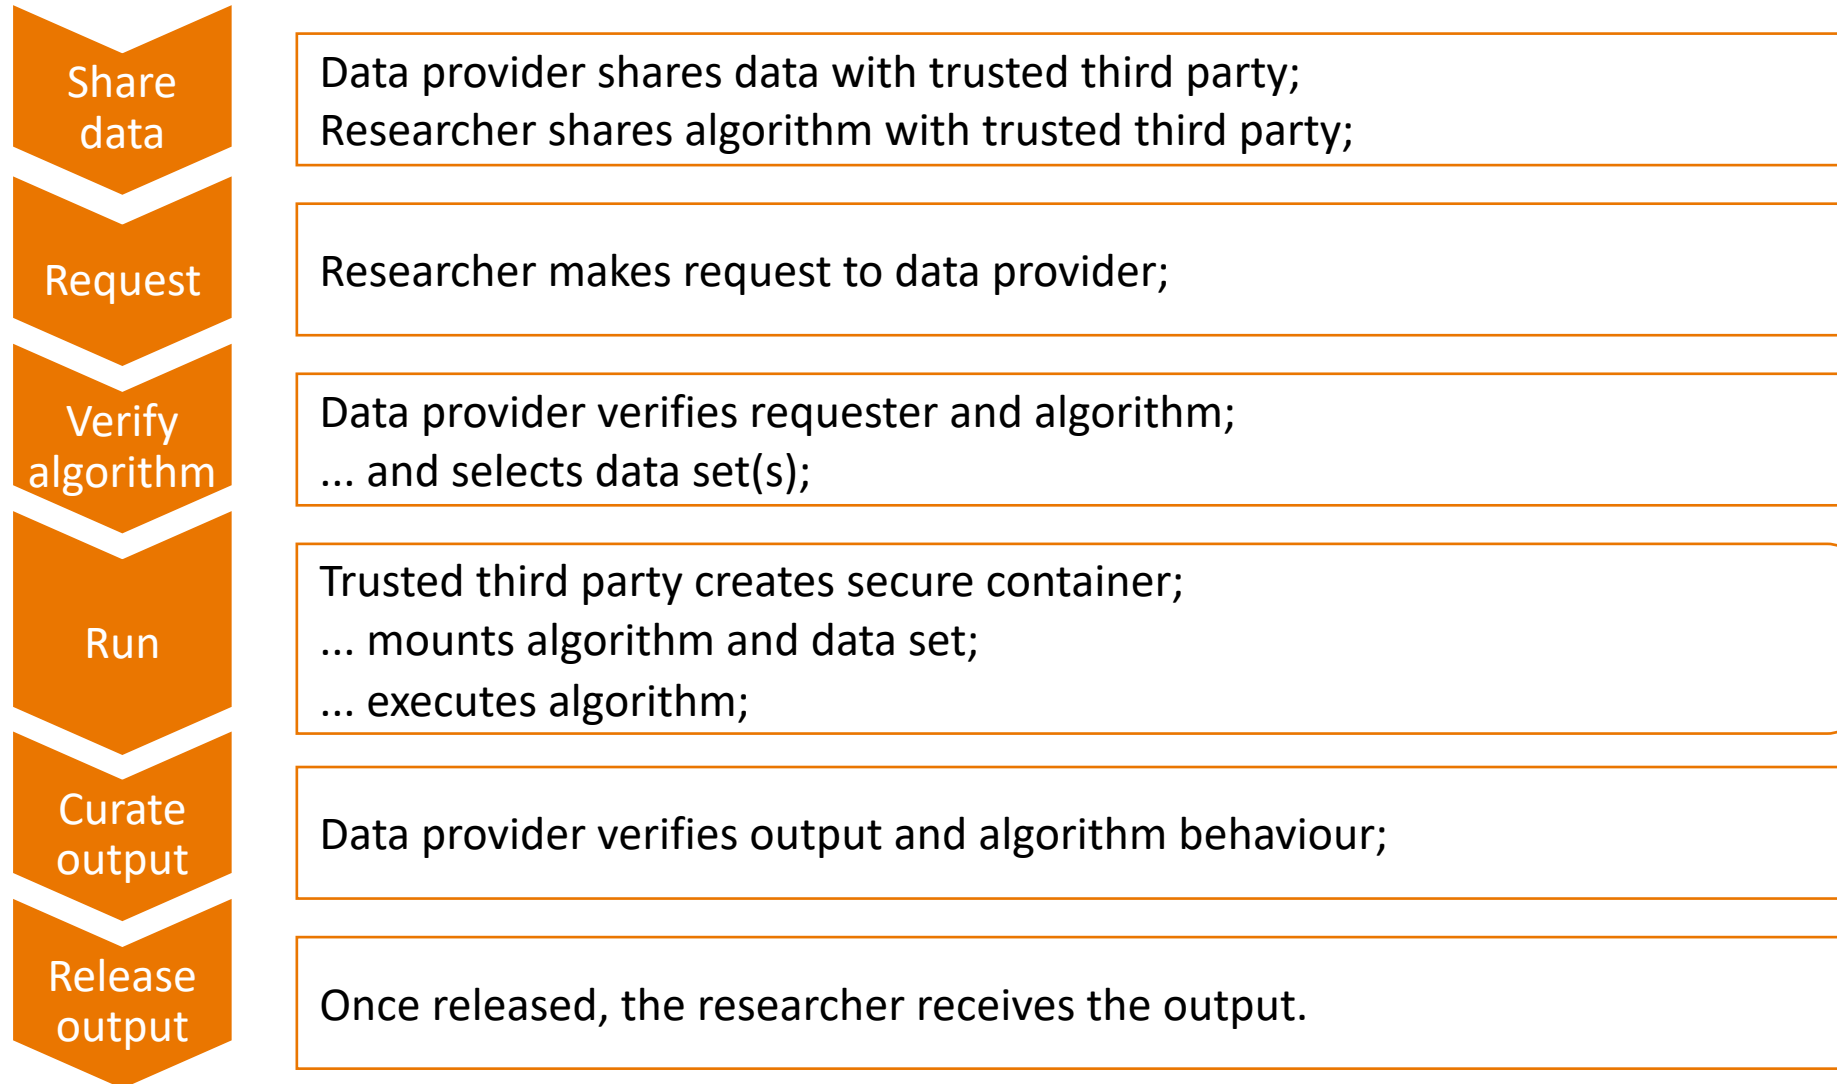 Share
data
Data provider shares data with trusted third party;
Researcher shares algorithm with trusted third party;
Request
Researcher makes request to data provider;
Verify
algorithm
Data provider verifies requester and algorithm;
... and selects data set(s);
Run
Trusted third party creates secure container;
... mounts algorithm and data set;
... executes algorithm;
Curate
output
Data provider verifies output and algorithm behaviour;
Release
output
Once released, the researcher receives the output.